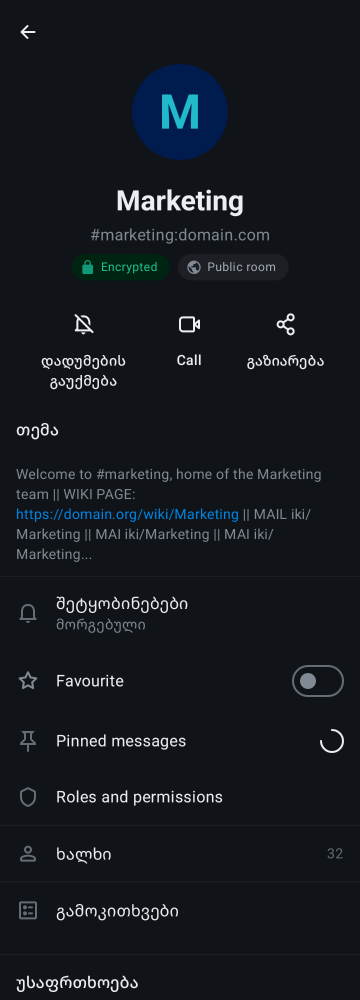 M
Marketing
#marketing:domain.com
Encrypted
Public room
დადუმების
გაუქმება
Call
გაზიარება
თემა
Welcome to #marketing, home of the Marketing
team || WIKI PAGE:
https://domain.org/wiki/Marketing || MAIL iki/
Marketing || MAI iki/Marketing || MAI iki/
Marketing...
შეტყობინებები
მორგებული
Favourite
Pinned messages
Roles and permissions
ხალხი 32
გამოკითხვები
უსაფრთხოება